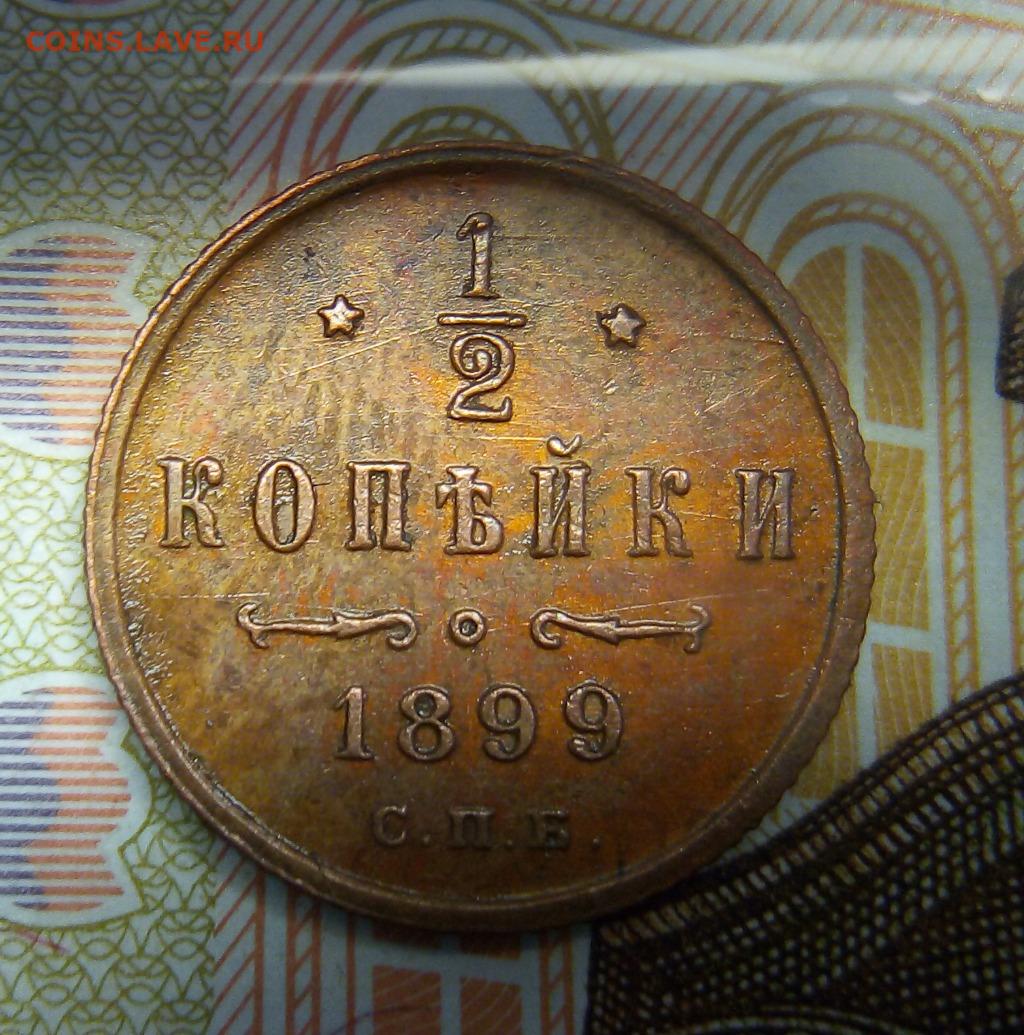 COINS.LAVE.RU
1/2
КОПѢЙКИ
1899
С.П.Б.